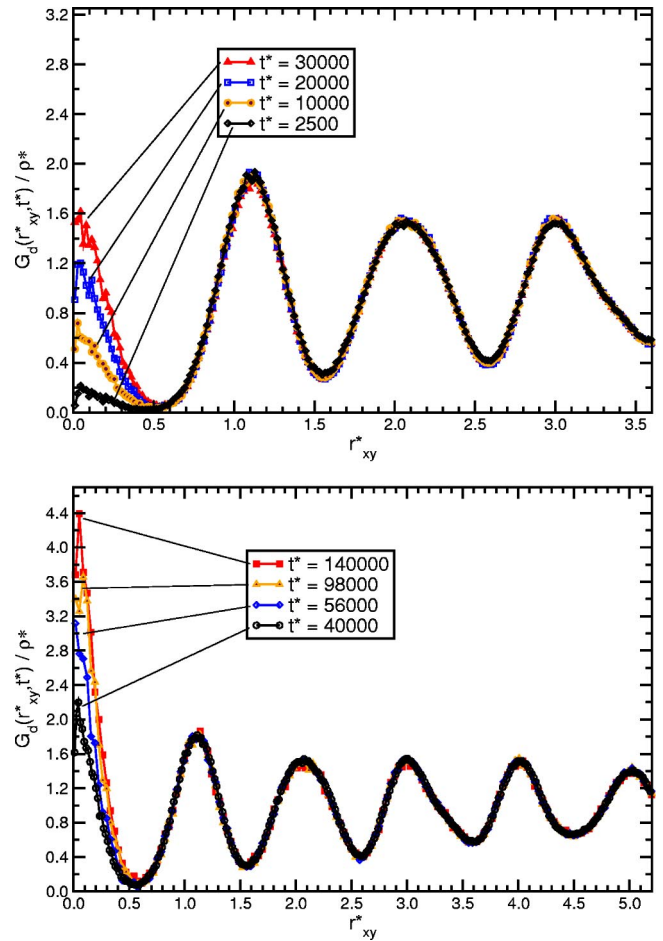 3.2
2.8
2.4
2.0
1.6
1.2
0.8
0.4
0.0
G_d(r*_xy,t*) / ρ*
t* = 30000
t* = 20000
t* = 10000
t* = 2500
0.0 0.5 1.0 1.5 2.0 2.5 3.0 3.5
r*_xy
4.4
4.0
3.6
3.2
2.8
2.4
2.0
1.6
1.2
0.8
0.4
0.0
G_d(r*_xy,t*) / ρ*
t* = 140000
t* = 98000
t* = 56000
t* = 40000
0.0 0.5 1.0 1.5 2.0 2.5 3.0 3.5 4.0 4.5 5.0
r*_xy